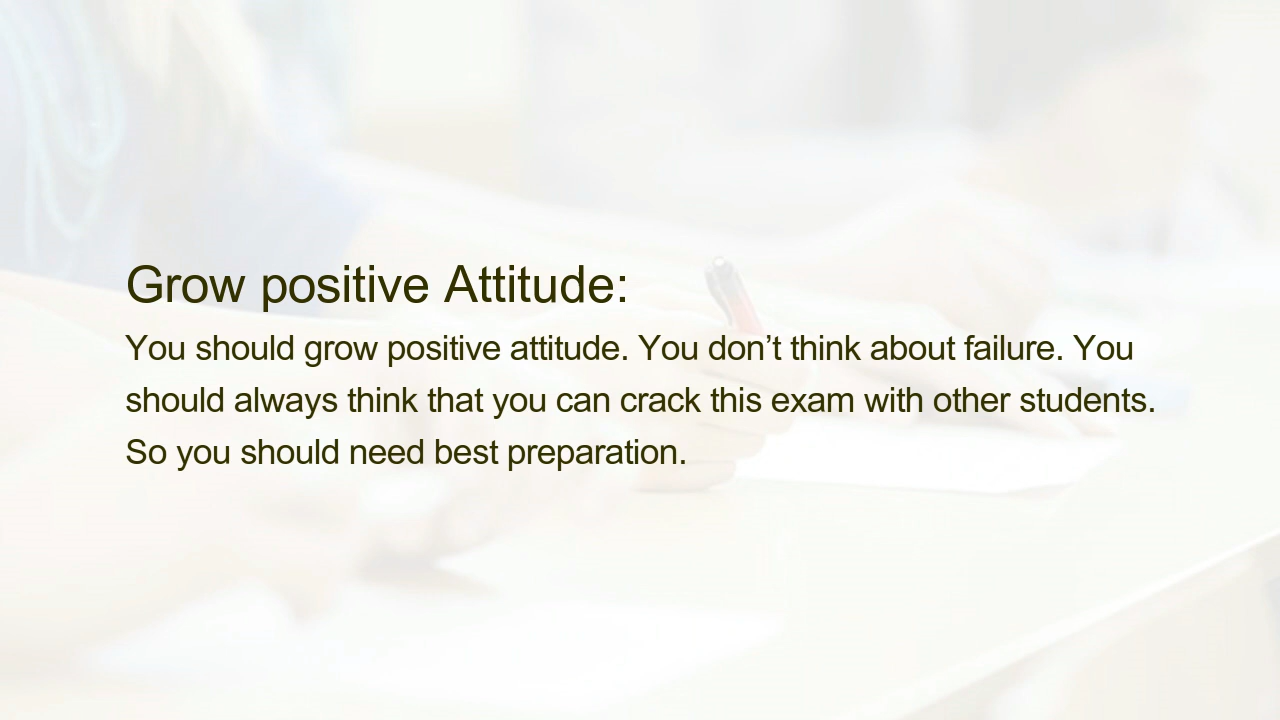 Grow positive Attitude:
You should grow positive attitude. You don’t think about failure. You
should always think that you can crack this exam with other students.
So you should need best preparation.